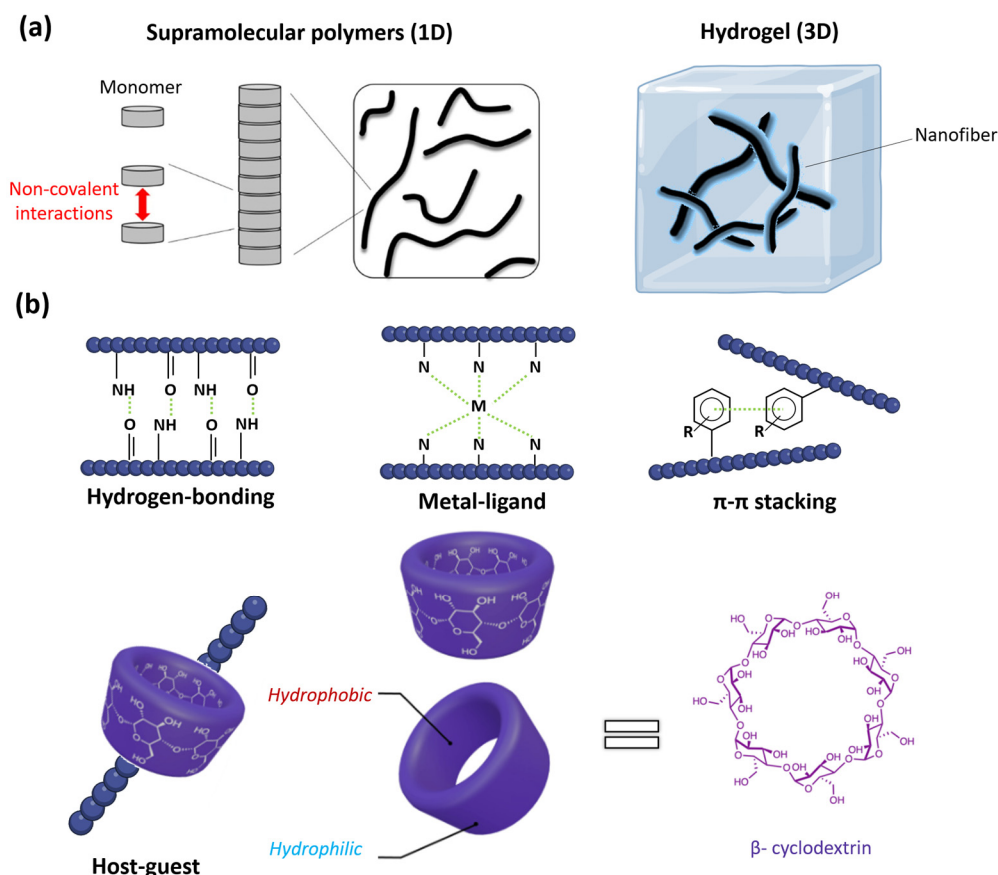 (a)
Supramolecular polymers (1D)
Hydrogel (3D)
Monomer
Non-covalent
interactions
Nanofiber
(b)
NH O NH O
O NH O NH
Hydrogen-bonding
N N N
M
N N N
Metal-ligand
R R
π-π stacking
Host-guest
Hydrophobic
Hydrophilic
β- cyclodextrin